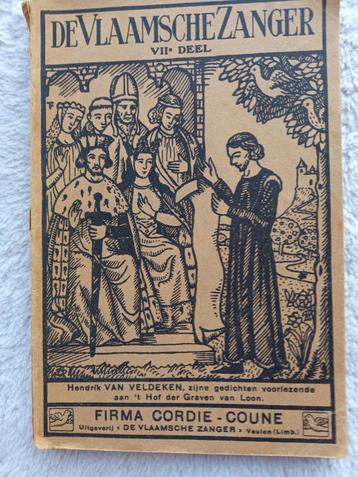 DE VLAAMSCHE ZANGER
VIIe DEEL
Hendrik VAN VELDEKEN, zijne gedichten voorlezende
aan 't Hof der Graven van Loon.
FIRMA CORDIE - COUNE
Uitgeverij « DE VLAAMSCHE ZANGER » Veulen (Limb.)